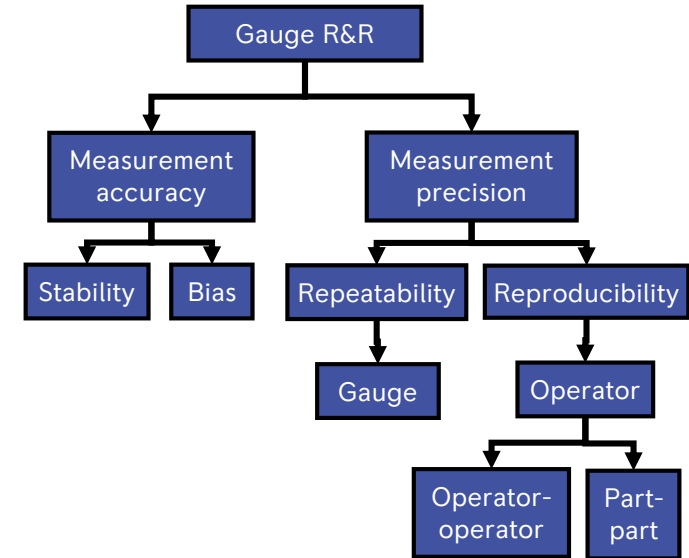 Gauge R&R
Measurement
accuracy
Measurement
precision
Stability
Bias
Repeatability
Reproducibility
Gauge
Operator
Operator-
operator
Part-
part